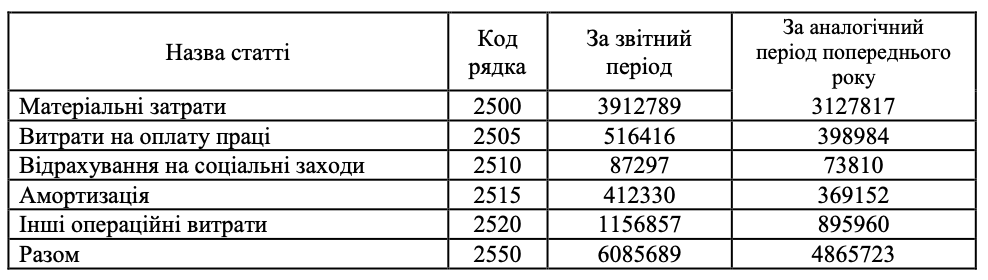 Назва статті Код рядка За звітний період За аналогічний період попереднього року
Матеріальні затрати 2500 3912789 3127817
Витрати на оплату праці 2505 516416 398984
Відрахування на соціальні заходи 2510 87297 73810
Амортизація 2515 412330 369152
Інші операційні витрати 2520 1156857 895960
Разом 2550 6085689 4865723